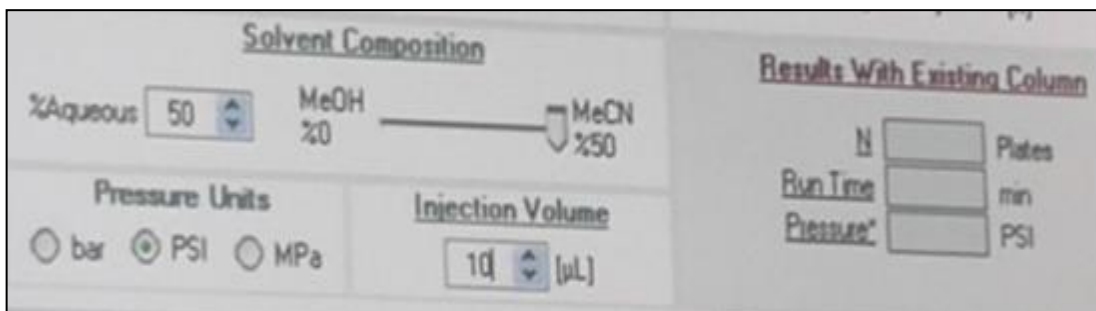 Solvent Composition
%Aqueous 50 MeOH MeCN
%0 %50
Pressure Units
bar PSI MPa
Injection Volume
10 [µL]
Results With Existing Column
N Plates
Run Time min
Pressure* PSI